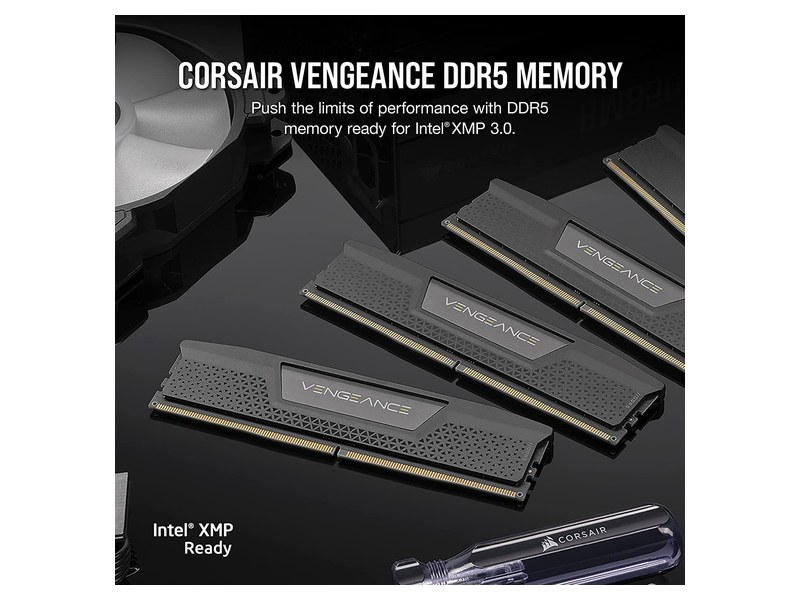 CORSAIR VENGEANCE DDR5 MEMORY
Push the limits of performance with DDR5
memory ready for Intel® XMP 3.0.
VENGEANCE
VENGEANCE
VENGEANCE
Intel® XMP
Ready
CORSAIR